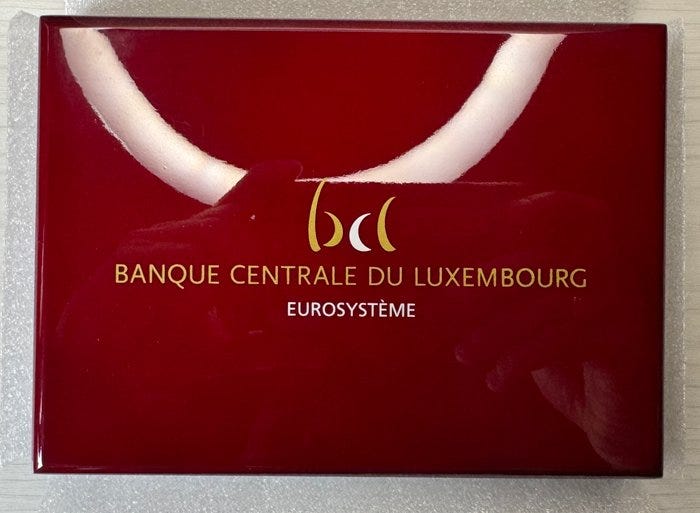 bcl
BANQUE CENTRALE DU LUXEMBOURG
EUROSYSTÈME